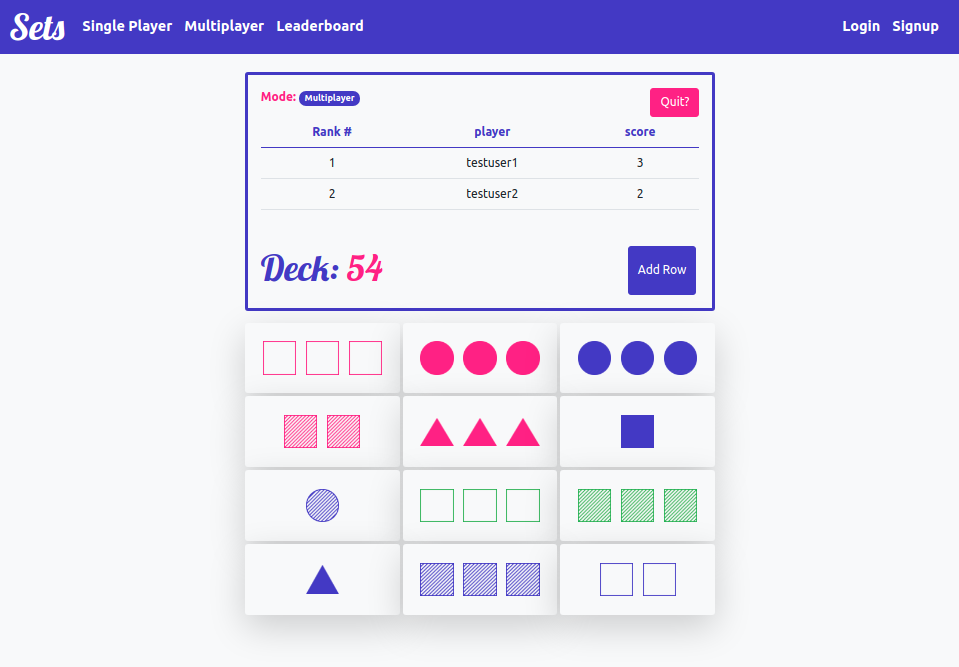 Sets Single Player Multiplayer Leaderboard Login Signup
Mode: Multiplayer Quit?
Rank # player score
1 testuser1 3
2 testuser2 2
Deck: 54 Add Row